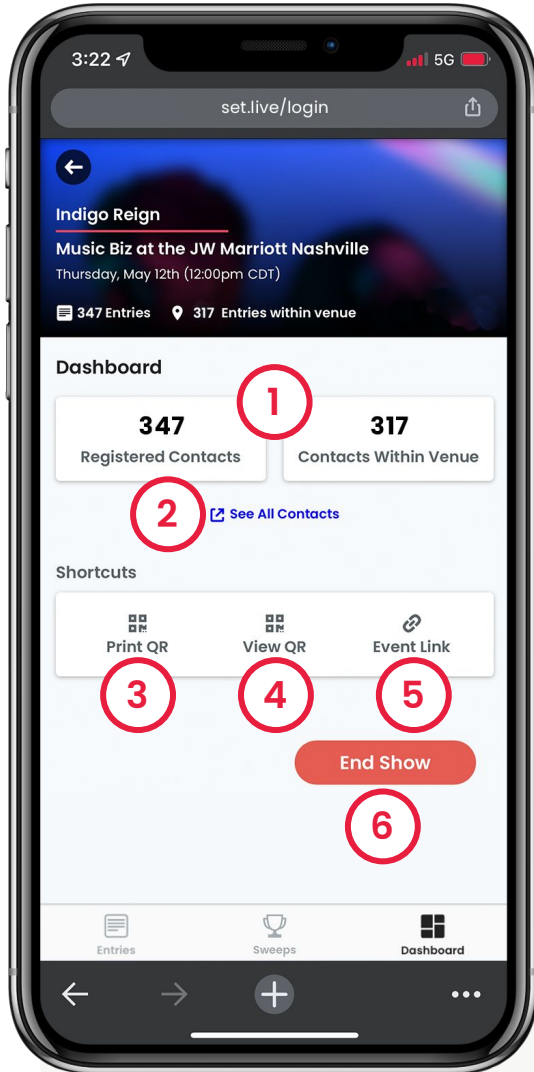 3:22 5G
set.live/login
Indigo Reign
Music Biz at the JW Marriott Nashville
Thursday, May 12th (12:00pm CDT)
347 Entries 317 Entries within venue
Dashboard
1
347 317
Registered Contacts Contacts Within Venue
2 See All Contacts
Shortcuts
Print QR View QR Event Link
3 4 5
End Show
6
Entries Sweeps Dashboard